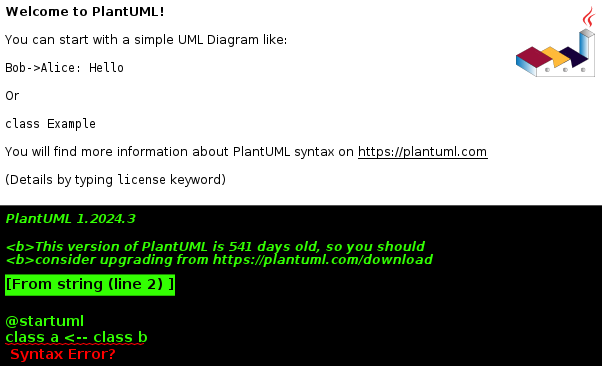 Welcome to PlantUML!
You can start with a simple UML Diagram like:
Bob->Alice: Hello
Or
class Example
You will find more information about PlantUML syntax on https://plantuml.com
(Details by typing license keyword)
PlantUML 1.2024.3
<b>This version of PlantUML is 541 days old, so you should
<b>consider upgrading from https://plantuml.com/download
[From string (line 2) ]
@startuml
class a <-- class b
Syntax Error?